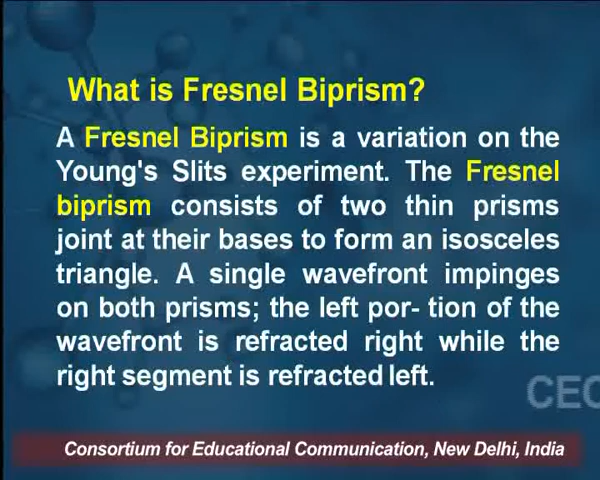 What is Fresnel Biprism?
A Fresnel Biprism is a variation on the
Young's Slits experiment. The Fresnel
biprism consists of two thin prisms
joint at their bases to form an isosceles
triangle. A single wavefront impinges
on both prisms; the left por- tion of the
wavefront is refracted right while the
right segment is refracted left.
CEC
Consortium for Educational Communication, New Delhi, India